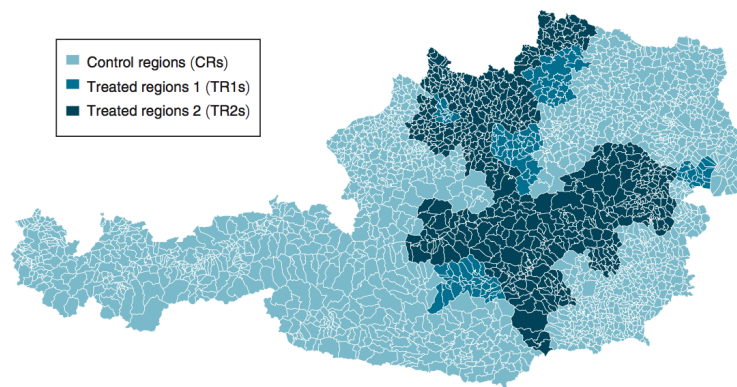 Control regions (CRs)
Treated regions 1 (TR1s)
Treated regions 2 (TR2s)